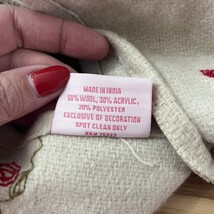 MADE IN INDIA
50% WOOL, 30% ACRYLIC,
20% POLYESTER
EXCLUSIVE OF DECORATION
SPOT CLEAN ONLY